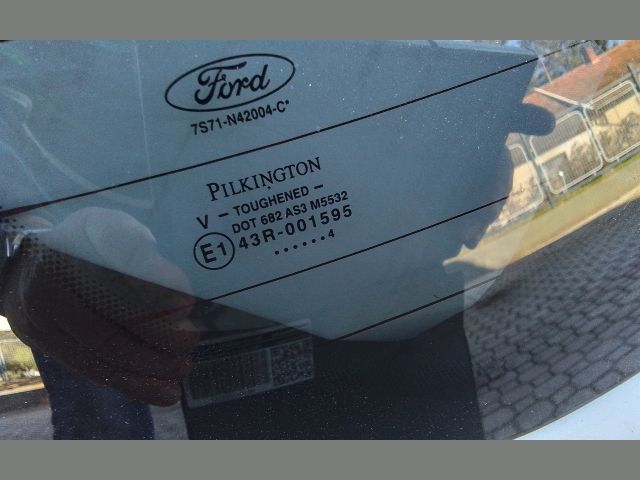 Ford
7S71-N42004-C*
PILKINGTON
V - TOUGHENED -
DOT 682 AS3 M5532
E1 43R-001595
••••••4